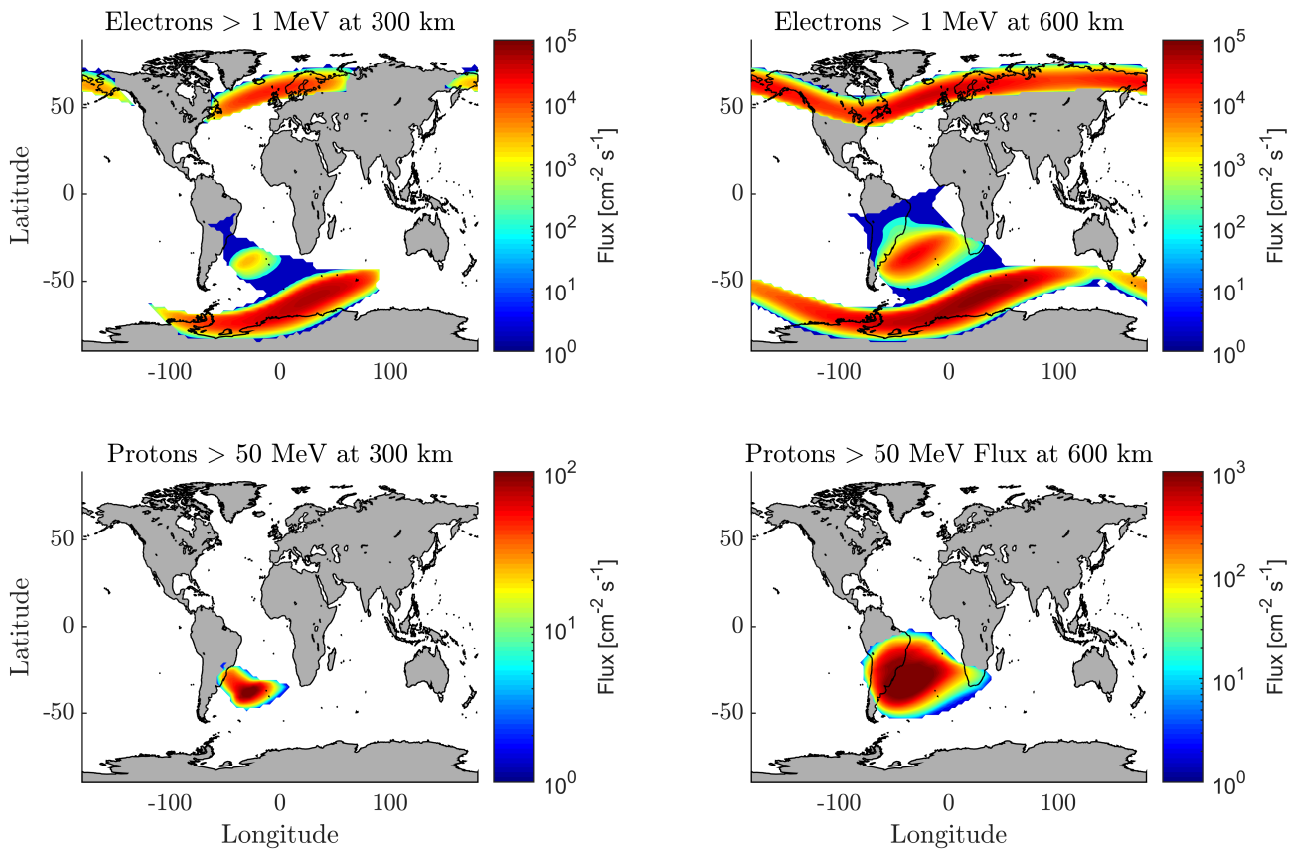 Electrons > 1 MeV at 300 km
Latitude
50
0
-50
-100 0 100
10^5
10^4
10^3
10^2
10^1
10^0
Flux [cm^-2 s^-1]
Electrons > 1 MeV at 600 km
50
0
-50
-100 0 100
10^5
10^4
10^3
10^2
10^1
10^0
Flux [cm^-2 s^-1]
Protons > 50 MeV at 300 km
Latitude
50
0
-50
-100 0 100
Longitude
10^2
10^1
10^0
Flux [cm^-2 s^-1]
Protons > 50 MeV Flux at 600 km
50
0
-50
-100 0 100
Longitude
10^3
10^2
10^1
10^0
Flux [cm^-2 s^-1]